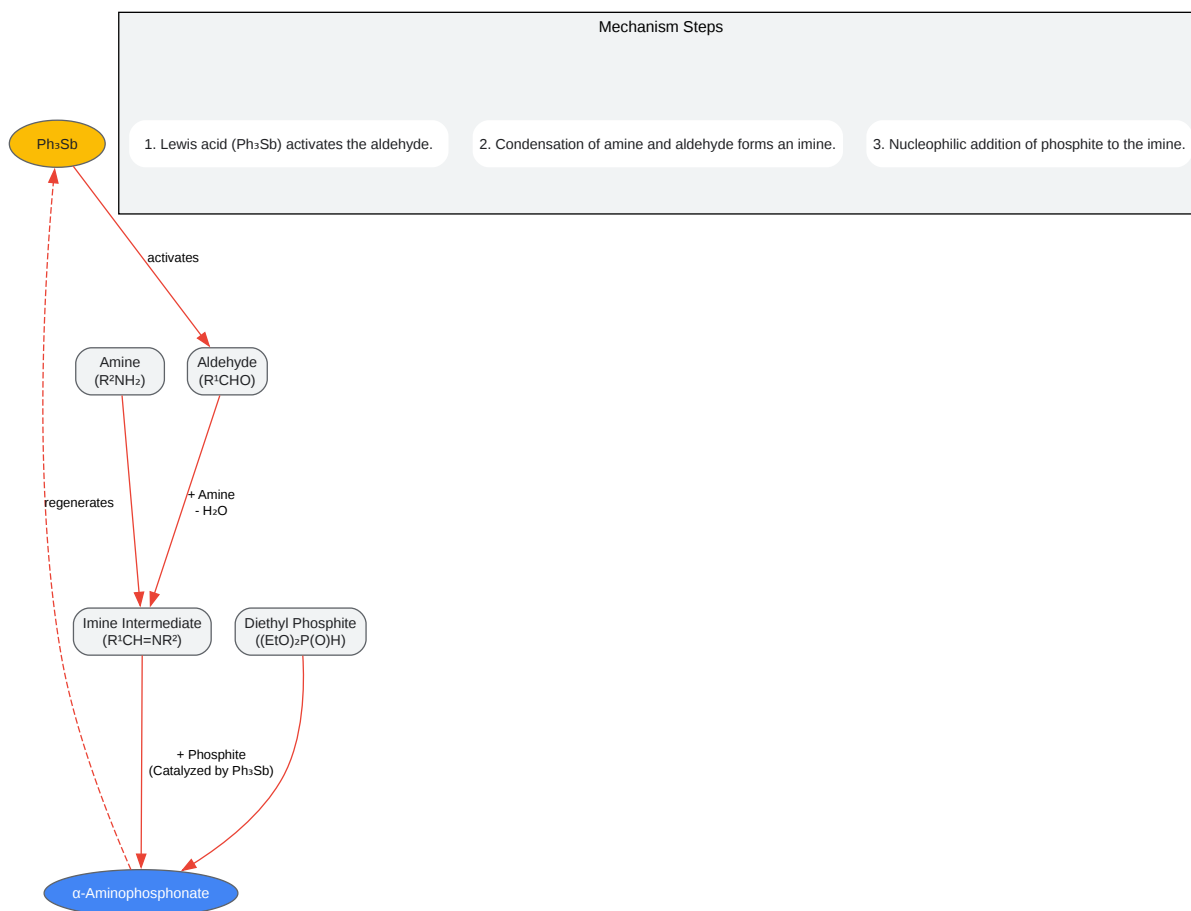 Mechanism Steps
Ph₃Sb
1. Lewis acid (Ph₃Sb) activates the aldehyde.
2. Condensation of amine and aldehyde forms an imine.
3. Nucleophilic addition of phosphite to the imine.
activates
Amine
(R²NH₂)
Aldehyde
(R¹CHO)
regenerates
+ Amine
- H₂O
Imine Intermediate
(R¹CH=NR²)
Diethyl Phosphite
((EtO)₂P(O)H)
+ Phosphite
(Catalyzed by Ph₃Sb)
α-Aminophosphonate